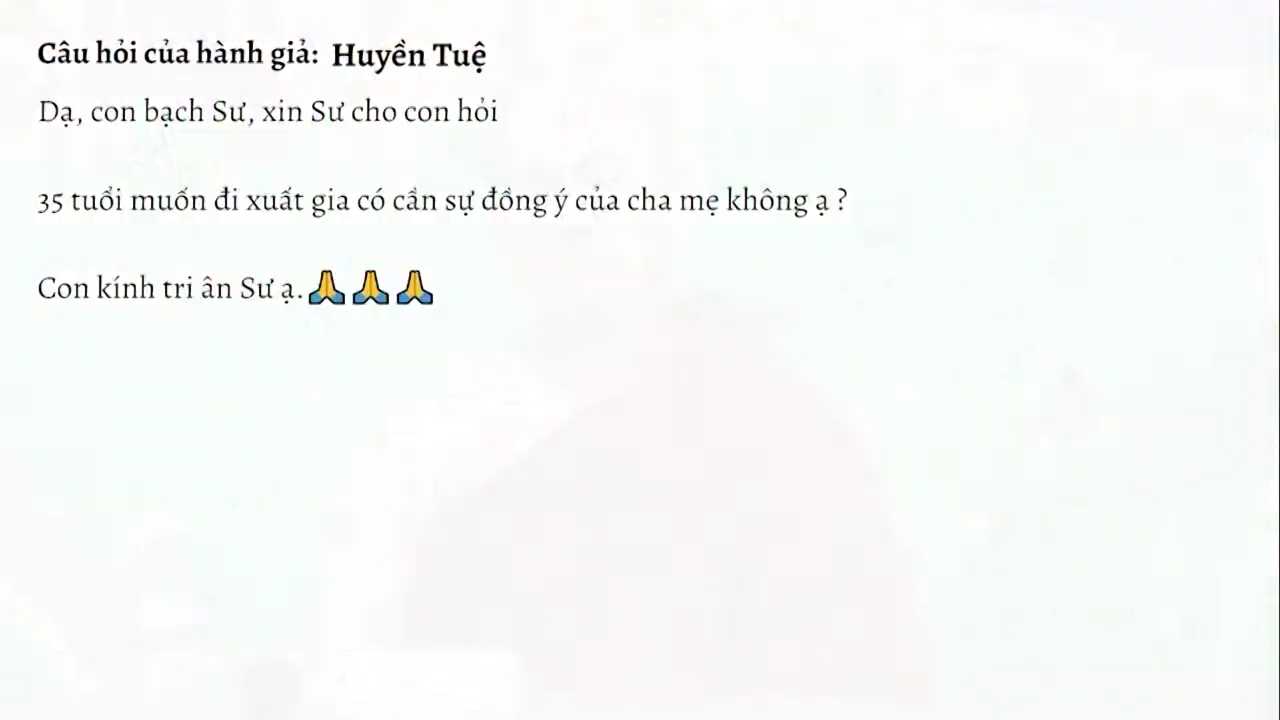 Câu hỏi của hành giả: Huyền Tuệ
Dạ, con bạch Sư, xin Sư cho con hỏi
35 tuổi muốn đi xuất gia có cần sự đồng ý của cha mẹ không ạ ?
Con kính tri ân Sư ạ.🙏🙏🙏